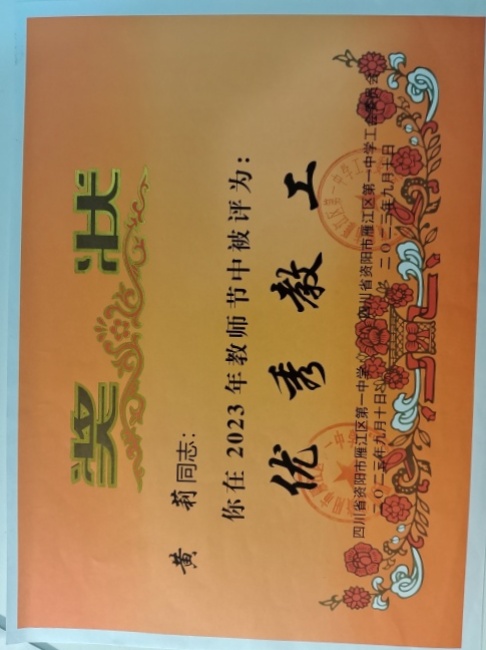 奖状
黄莉同志：
你在2023年教师节中被评为：
优秀教工
四川省资阳市雁江区第一中学
二〇二三年九月十日
四川省资阳市雁江区第一中学工会委员会
二〇二三年九月十日